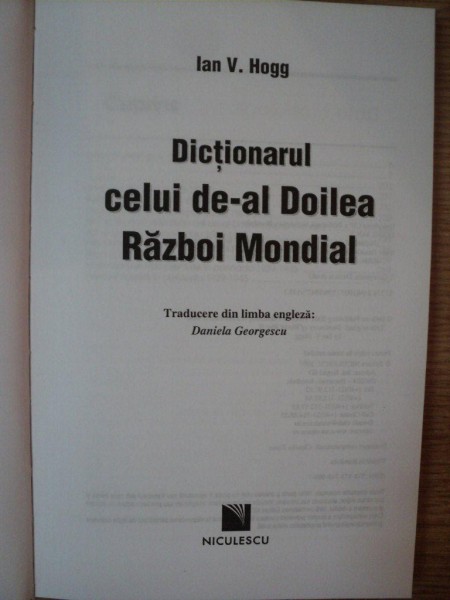 Ian V. Hogg
Dicționarul
celui de-al Doilea
Război Mondial
Traducere din limba engleză:
Daniela Georgescu
NICULESCU